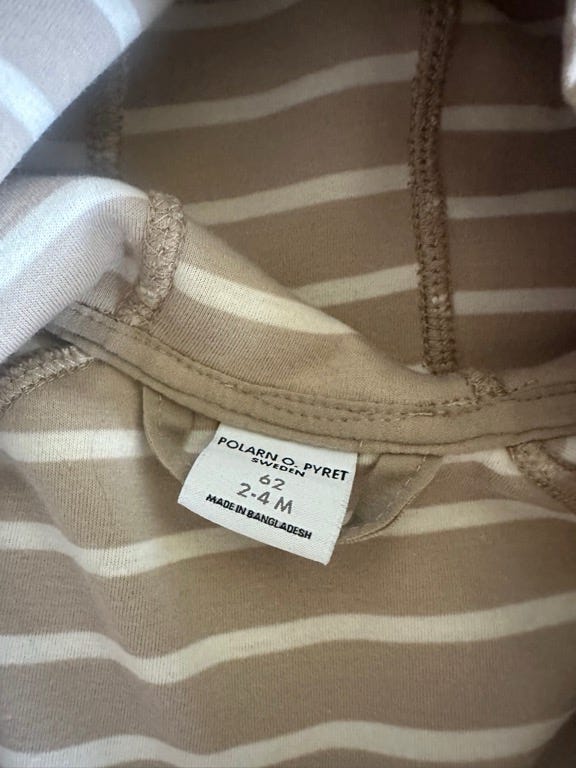 POLARN O. PYRET
SWEDEN
62
2-4 M
MADE IN BANGLADESH